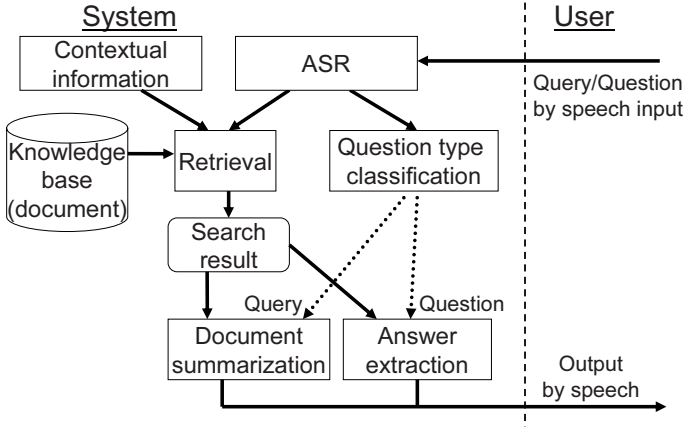 System
User
Contextual
information
ASR
Query/Question
by speech input
Knowledge
base
(document)
Retrieval
Question type
classification
Search
result
Query
Question
Document
summarization
Answer
extraction
Output
by speech